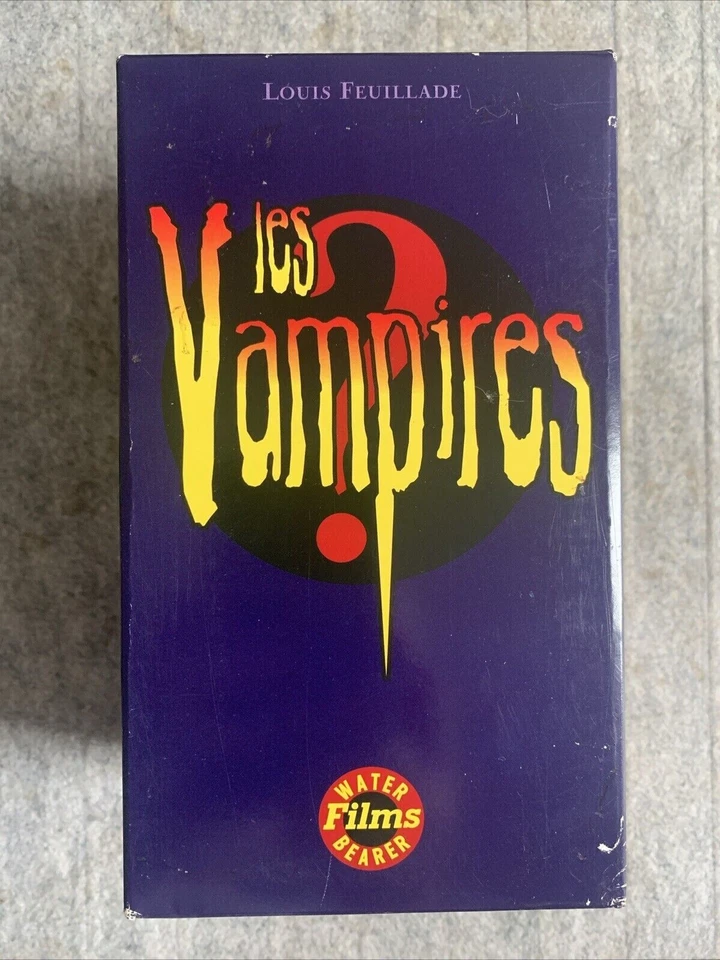 LOUIS FEUILLADE
les
Vampires
WATER
Films
BEARER